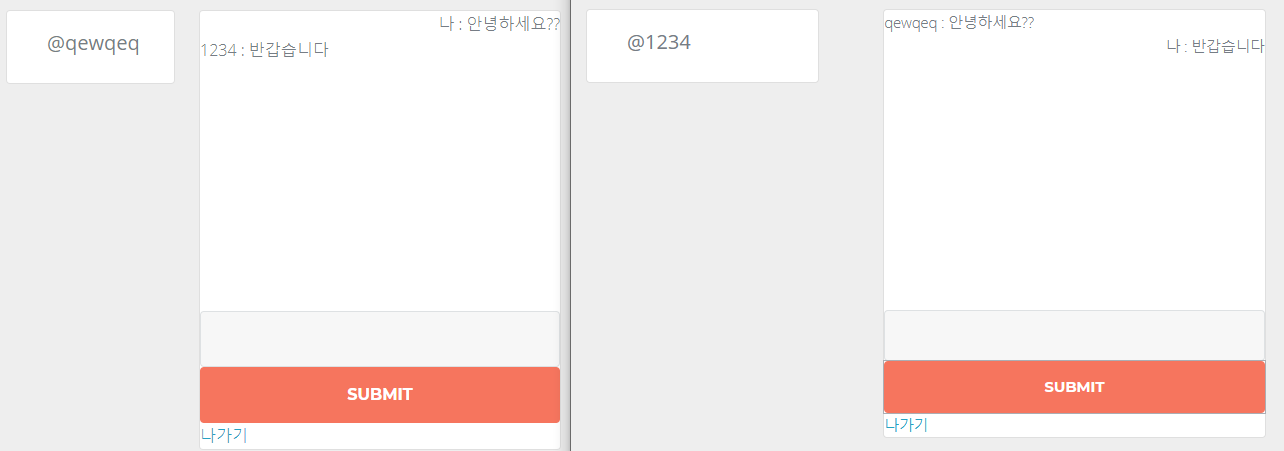 @qewqeq
나 : 안녕하세요??
1234 : 반갑습니다
SUBMIT
나가기
@1234
qewqeq : 안녕하세요??
나 : 반갑습니다
SUBMIT
나가기